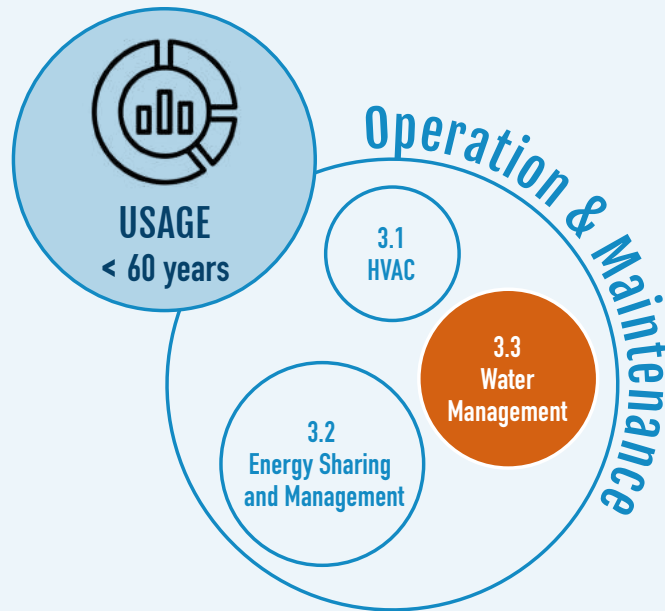 USAGE
< 60 years
Operation & Maintenance
3.1
HVAC
3.3
Water
Management
3.2
Energy Sharing
and Management